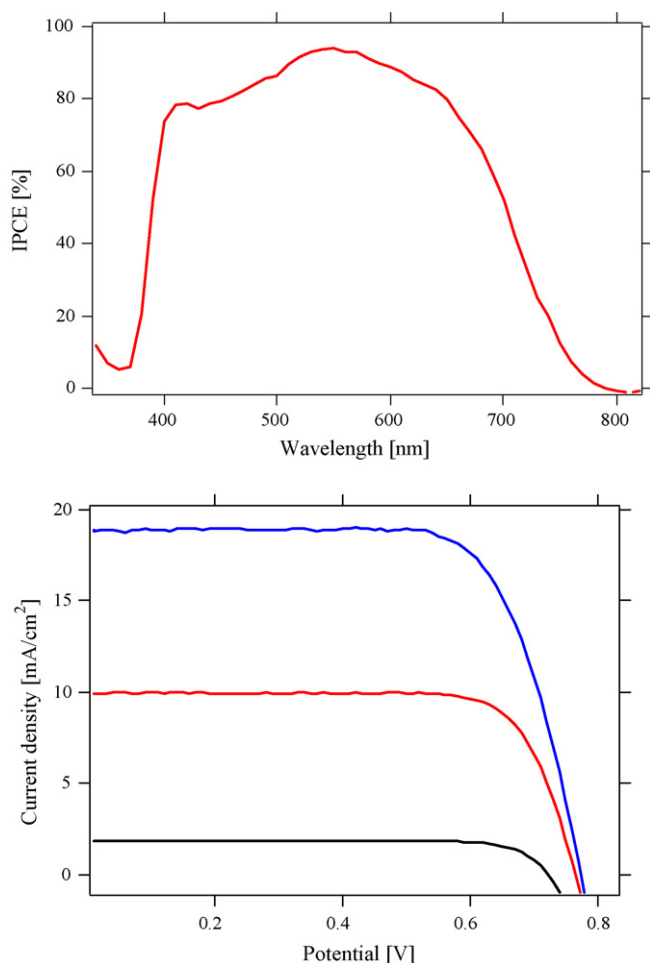 100
80
60
40
20
0
IPCE [%]
400 500 600 700 800
Wavelength [nm]
20
15
10
5
0
Current density [mA/cm²]
0.2 0.4 0.6 0.8
Potential [V]